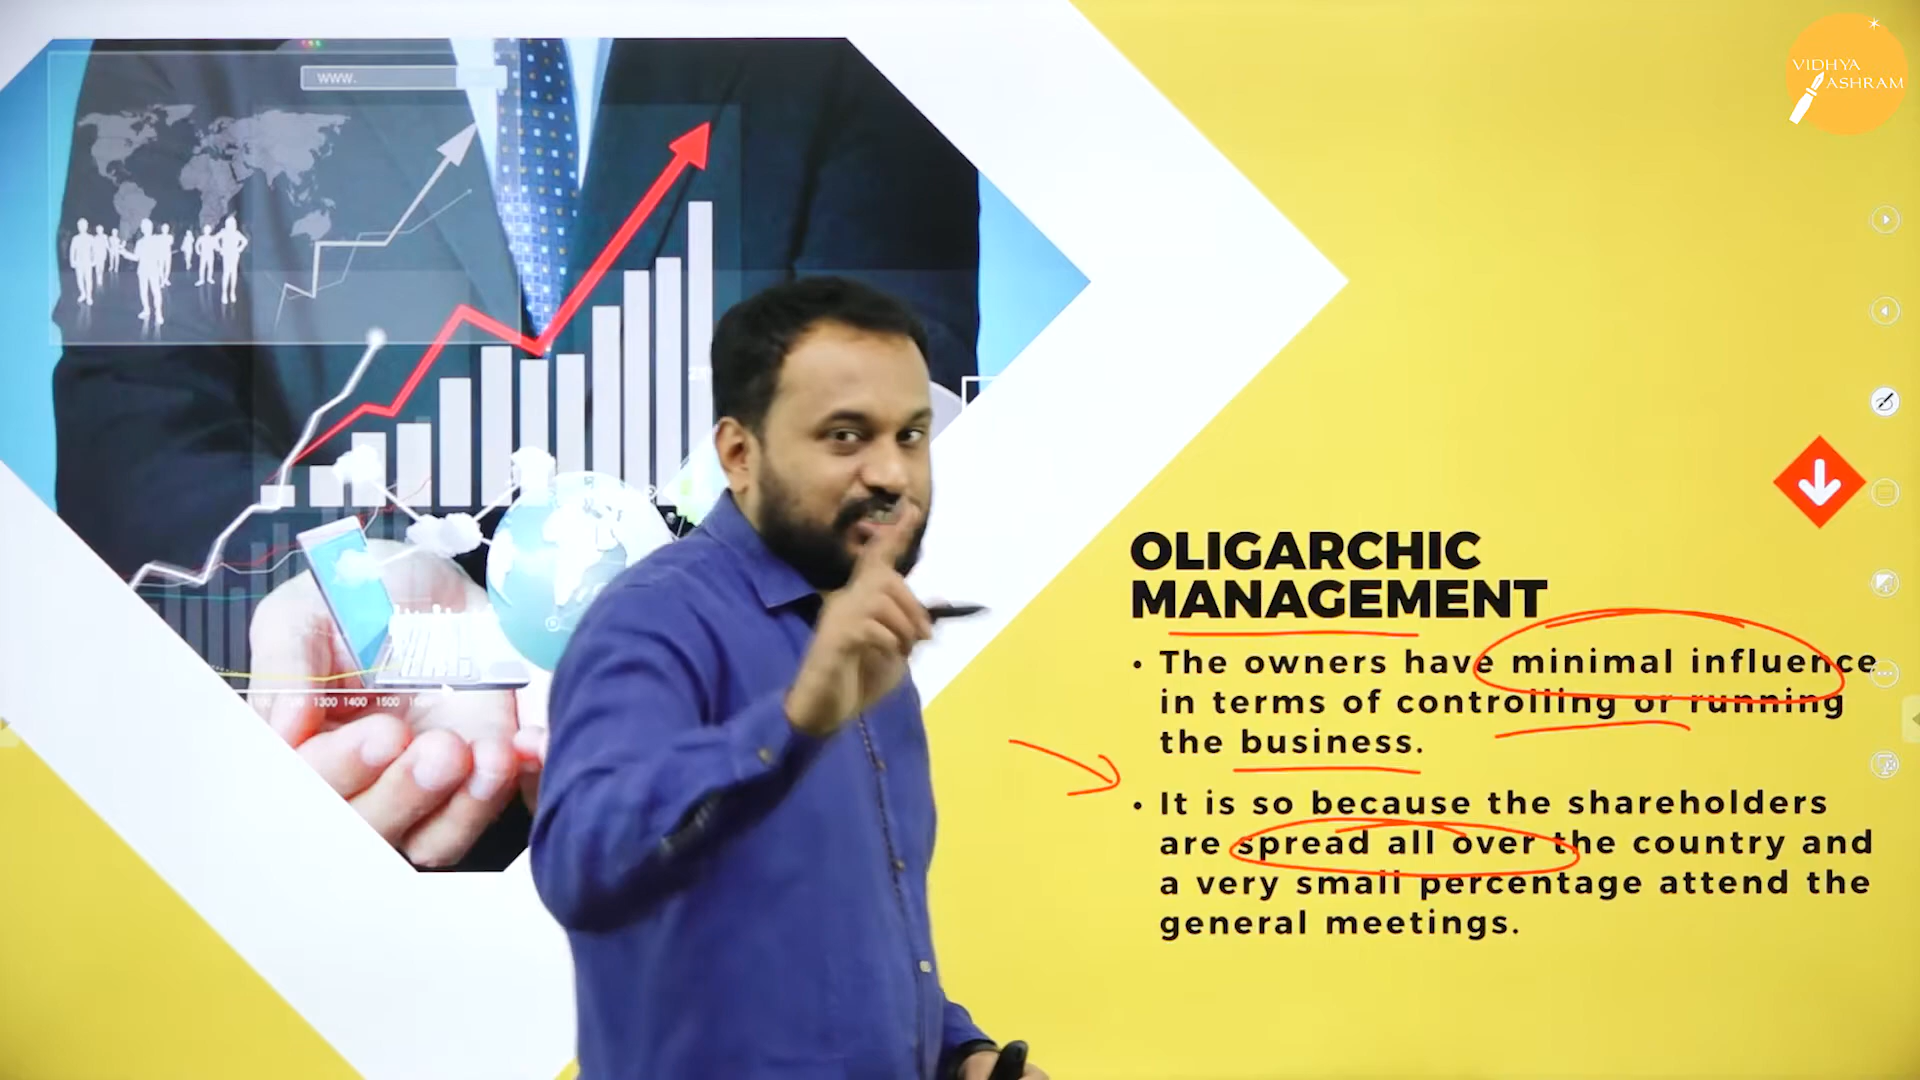 www.
VIDHYA
ASHRAM
OLIGARCHIC
MANAGEMENT
• The owners have minimal influence
in terms of controlling or running
the business.
• It is so because the shareholders
are spread all over the country and
a very small percentage attend the
general meetings.
1300 1400 1500